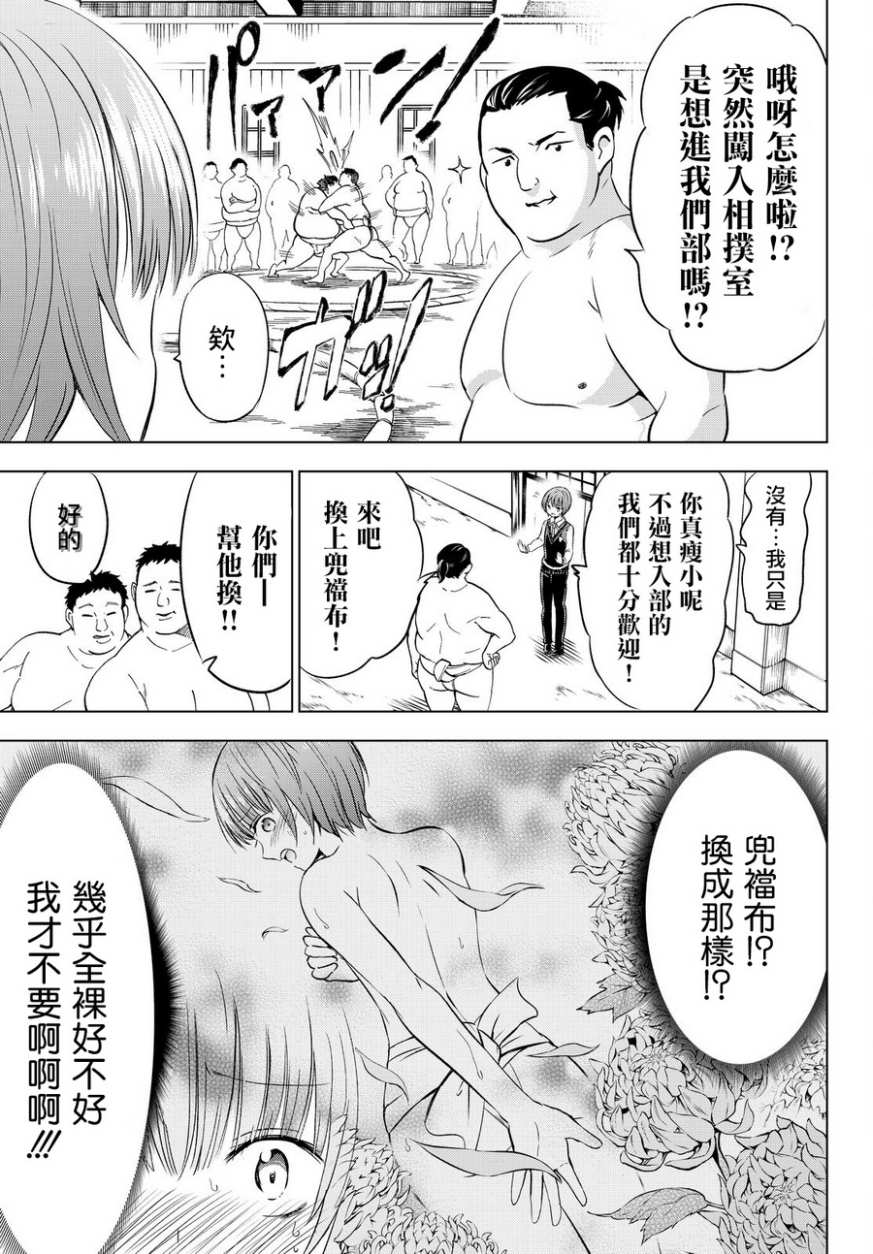 哦呀怎麼啦!?
突然闖入相撲室
是想進我們部嗎!?
パァアン!
欸…
ガッ!
沒有…我只是
你真瘦小呢
不過想入部的
我們都十分歡迎！
來吧
換上兜襠布！
你們—
幫他換!!
好的
兜襠布!?
換成那樣!?
幾乎全裸好不好
我才不要啊啊啊!!!